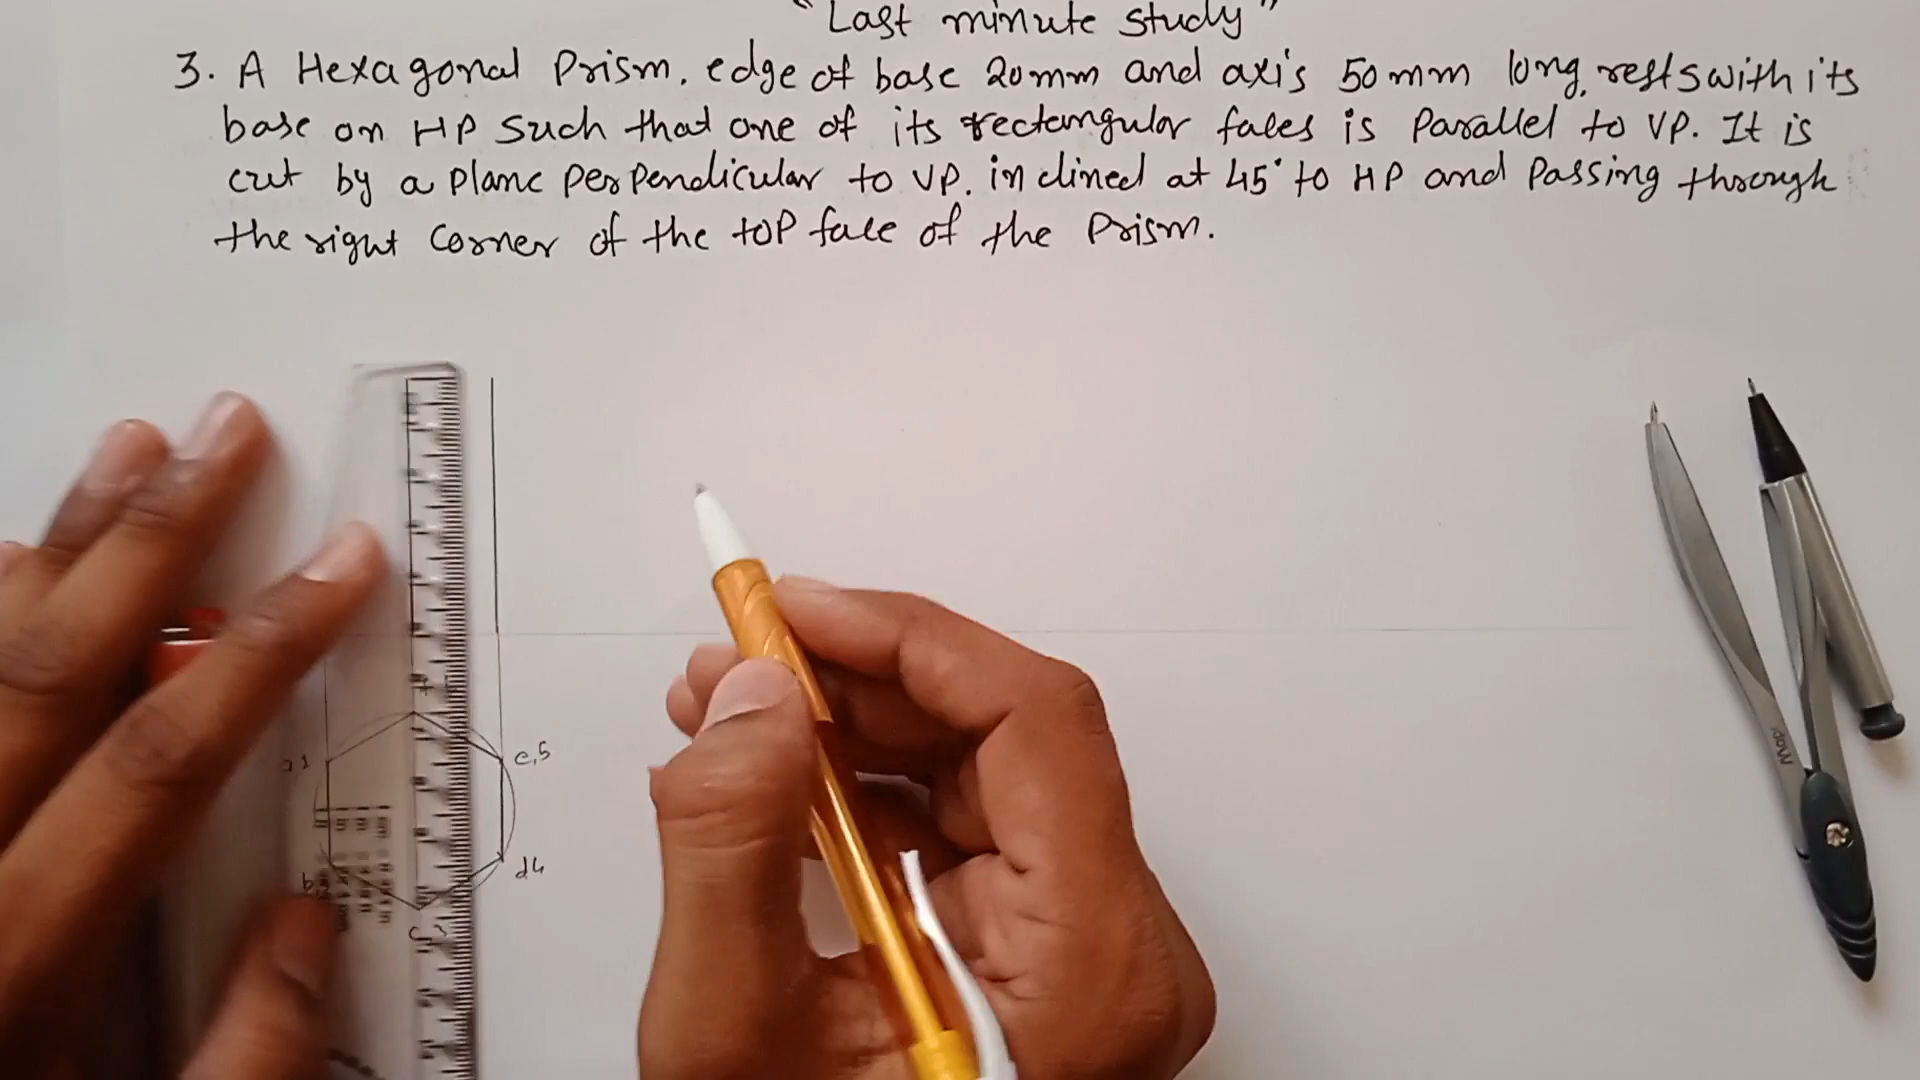 "Last minute study"
3. A Hexagonal Prism, edge of base 20mm and axis 50mm long, rests with its
base on HP such that one of its rectangular faces is Parallel to VP. It is
cut by a plane perpendicular to VP, inclined at 45° to HP and Passing through
the right corner of the top face of the Prism.
e,5
d4